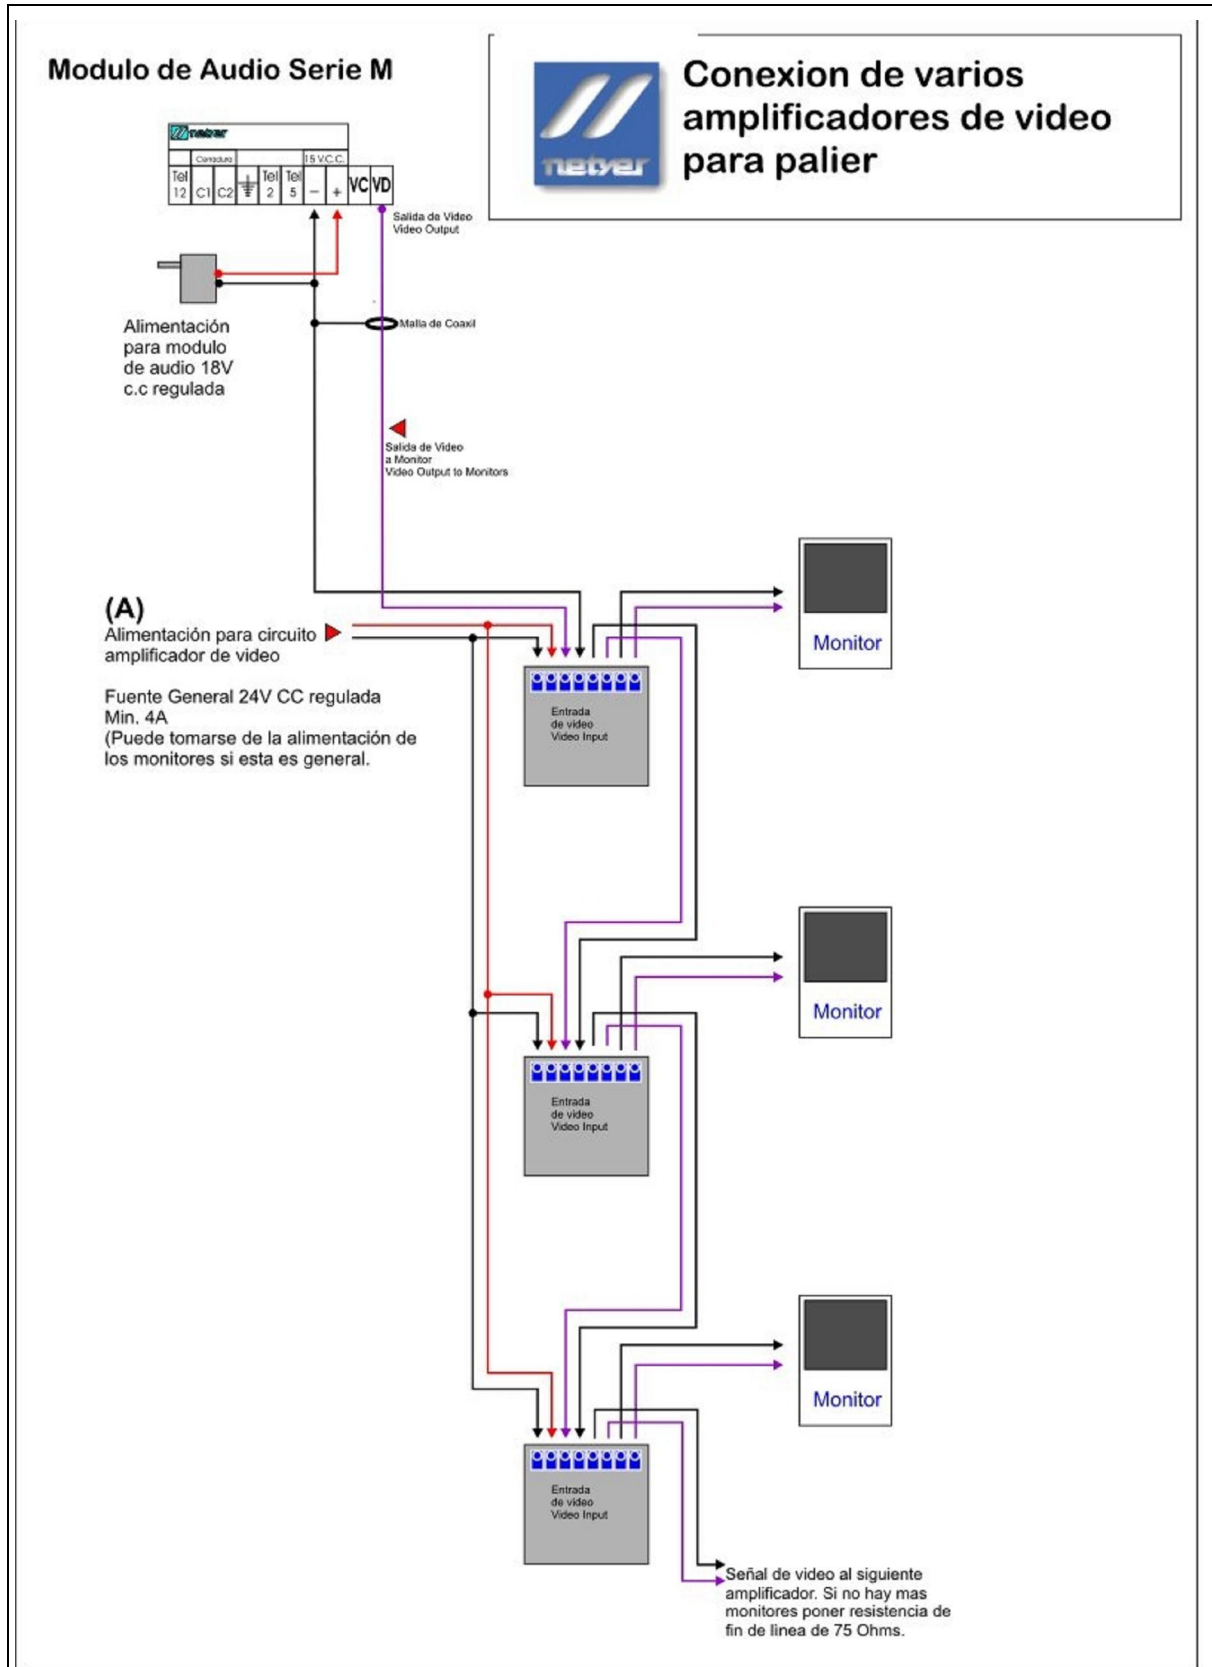 Modulo de Audio Serie M
netyer
Conexion de varios
amplificadores de video
para palier
netyer
Cerradura
15 V.C.C.
Tel 12
C1
C2
Tel 2
Tel 5
–
+
VC
VD
Salida de Video
Video Output
Malla de Coaxil
Alimentación
para modulo
de audio 18V
c.c regulada
Salida de Video
a Monitor
Video Output to Monitors
Monitor
(A)
Alimentación para circuito
amplificador de video
Fuente General 24V CC regulada
Min. 4A
(Puede tomarse de la alimentación de
los monitores si esta es general.
Entrada
de video
Video Input
Monitor
Entrada
de video
Video Input
Monitor
Entrada
de video
Video Input
Señal de video al siguiente
amplificador. Si no hay mas
monitores poner resistencia de
fin de linea de 75 Ohms.